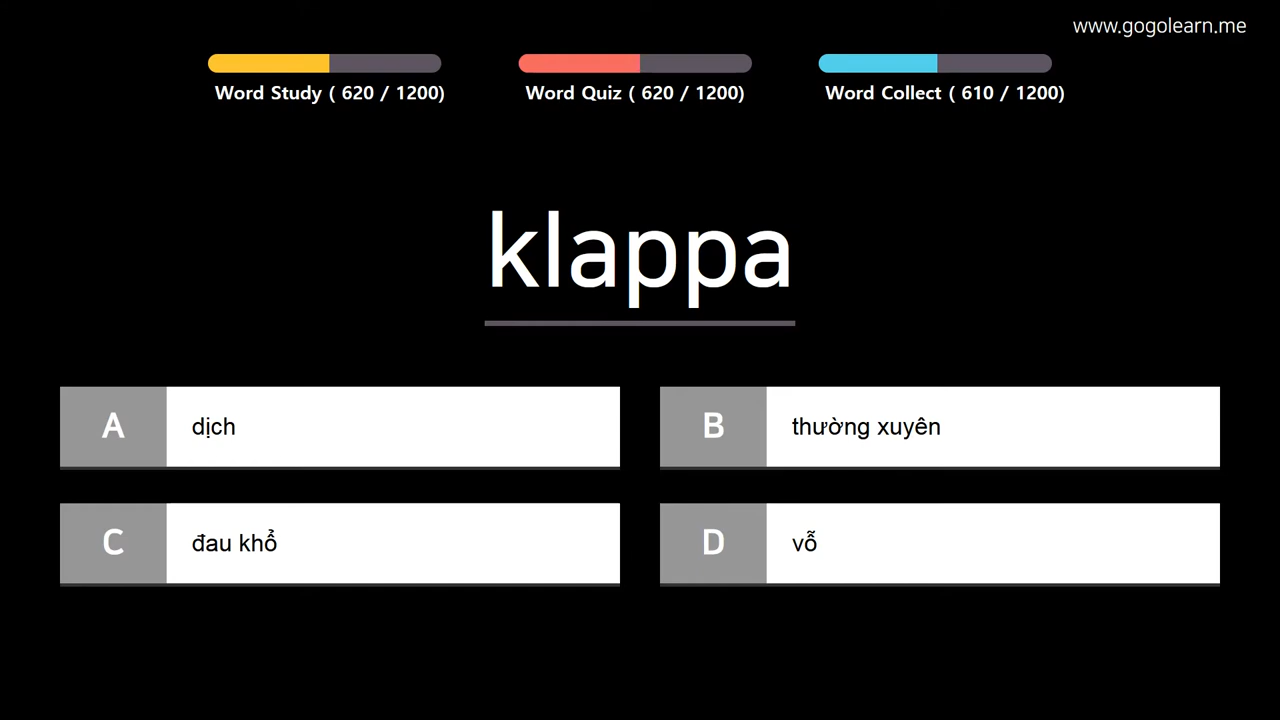 www.gogolearn.me
Word Study ( 620 / 1200)
Word Quiz ( 620 / 1200)
Word Collect ( 610 / 1200)
klappa
A
dịch
B
thường xuyên
C
đau khổ
D
vỗ